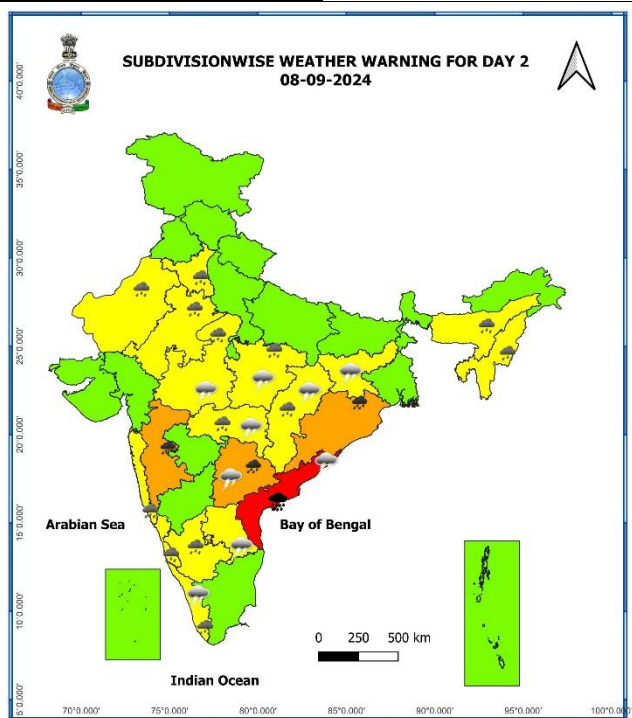 SUBDIVISIONWISE WEATHER WARNING FOR DAY 2
08-09-2024
40°0.000'
35°0.000'
30°0.000'
25°0.000'
20°0.000'
15°0.000'
10°0.000'
5°0.000'
Arabian Sea
Bay of Bengal
0 250 500 km
Indian Ocean
70°0.000' 75°0.000' 80°0.000' 85°0.000' 90°0.000' 95°0.000' 100°0.000'